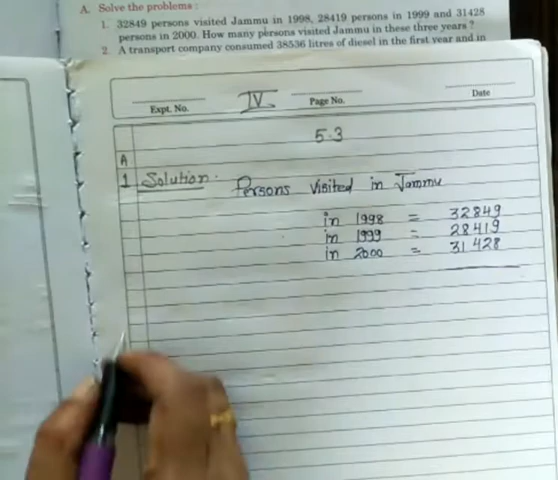 A. Solve the problems :
1. 32849 persons visited Jammu in 1998, 28419 persons in 1999 and 31428
persons in 2000. How many persons visited Jammu in these three years ?
2. A transport company consumed 38536 litres of diesel in the first year and in
Expt. No. IV Page No. Date
5.3
A
1 Solution. Persons visited in Jammu
in 1998 = 32849
in 1999 = 28419
in 2000 = 31428